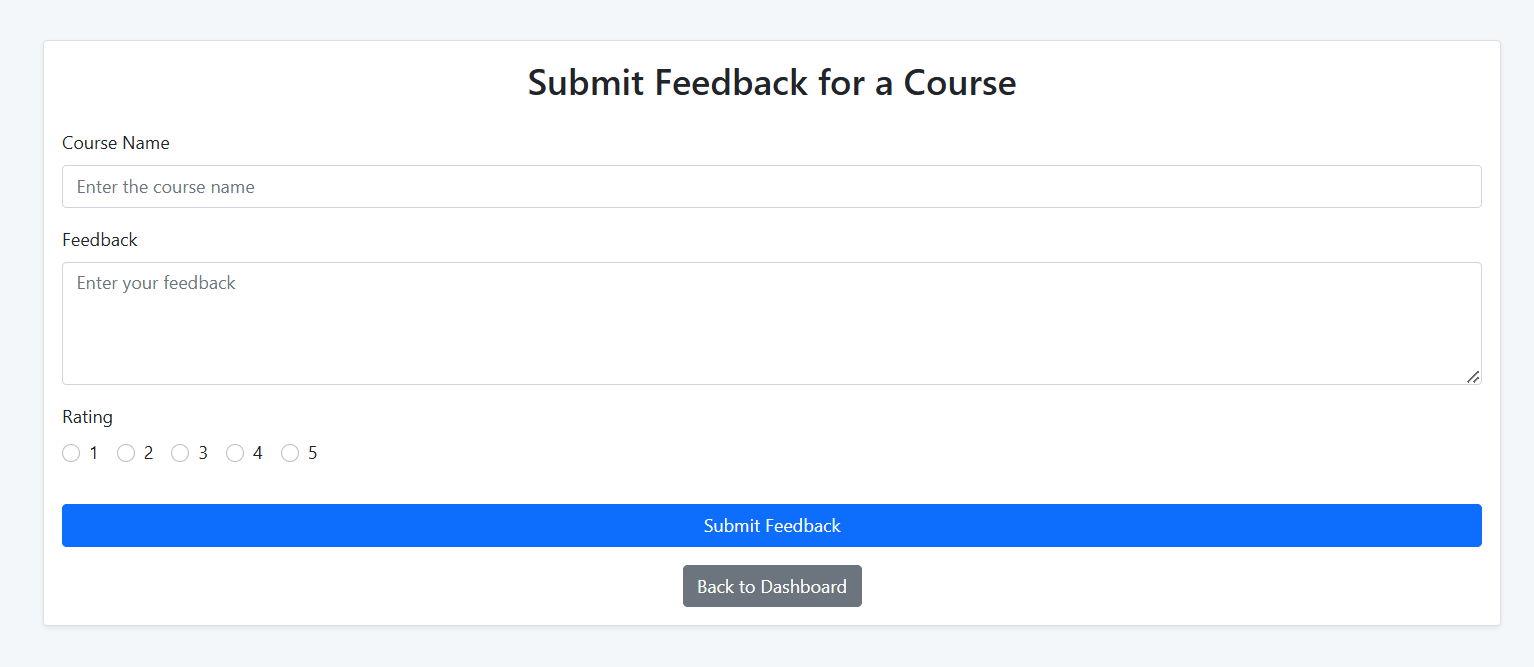 Submit Feedback for a Course
Course Name
Enter the course name
Feedback
Enter your feedback
Rating
1 2 3 4 5
Submit Feedback
Back to Dashboard